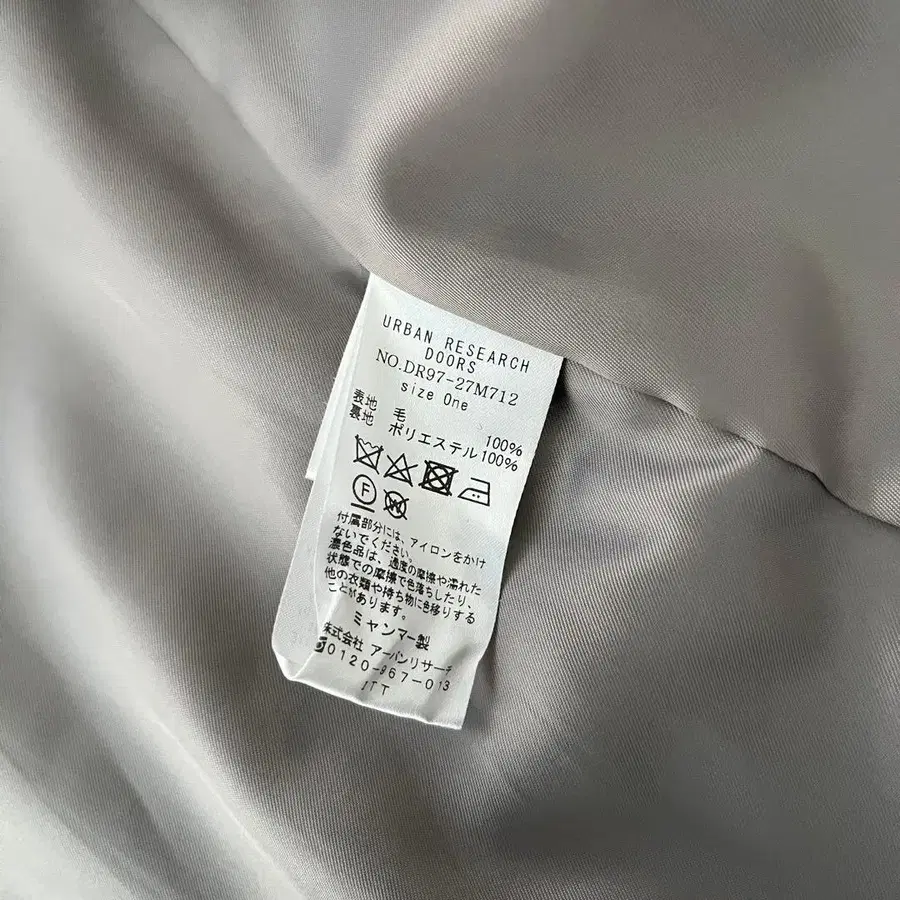 URBAN RESEARCH
DOORS
NO.DR97-27M712
size One
表地 毛 100%
裏地 ポリエステル 100%
F W
付属部分には、アイロンをかけ
ないでください。
濃色品は、過度の摩擦や濡れた
状態での摩擦で色落ちしたり、
他の衣類や持ち物に色移りする
ことがあります。
ミャンマー製
株式会社 アーバンリサーチ
0120-967-013
ITT